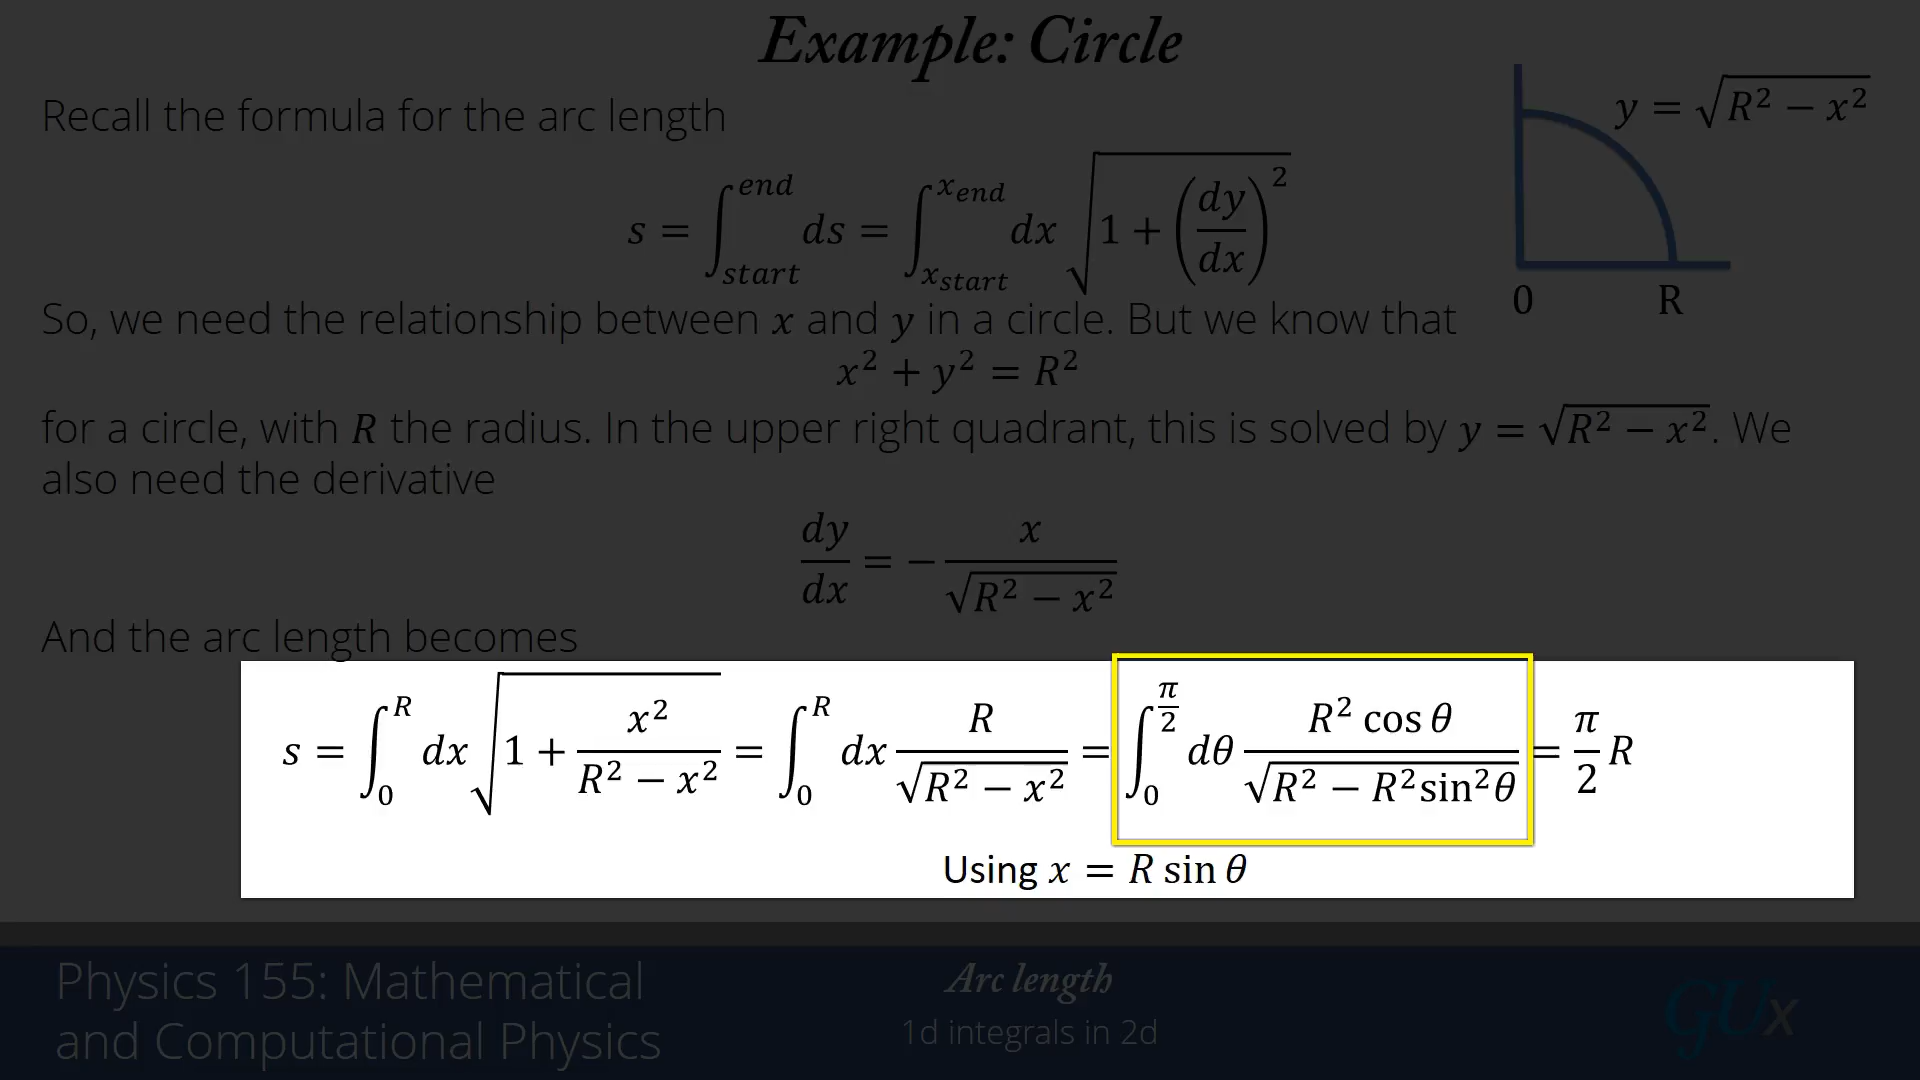 Example: Circle
Recall the formula for the arc length
y = √(R² − x²)
s = ∫_{start}^{end} ds = ∫_{x_{start}}^{x_{end}} dx √(1 + (dy/dx)²)
0 R
So, we need the relationship between x and y in a circle. But we know that
x² + y² = R²
for a circle, with R the radius. In the upper right quadrant, this is solved by y = √(R² − x²). We
also need the derivative
dy/dx = − x/√(R² − x²)
And the arc length becomes
s = ∫_0^R dx √(1 + x²/(R² − x²)) = ∫_0^R dx R/√(R² − x²) = ∫_0^{π/2} dθ R² cos θ/√(R² − R²sin²θ) = π/2 R
Using x = R sin θ
Physics 155: Mathematical
and Computational Physics
Arc length
1d integrals in 2d
GUx